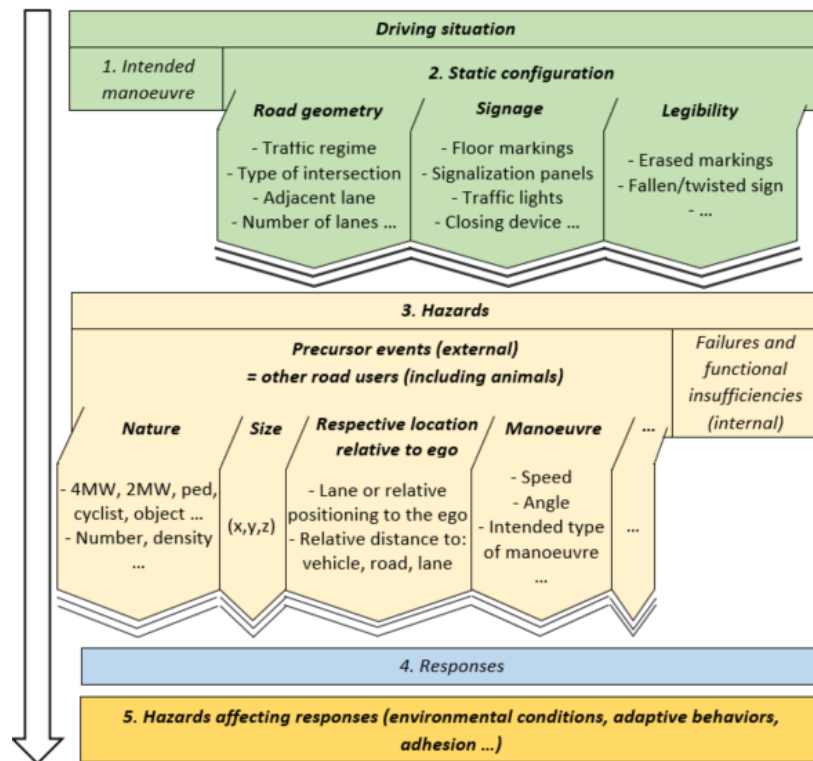 Driving situation
1. Intended
manoeuvre
2. Static configuration
Road geometry
- Traffic regime
- Type of intersection
- Adjacent lane
- Number of lanes ...
Signage
- Floor markings
- Signalization panels
- Traffic lights
- Closing device ...
Legibility
- Erased markings
- Fallen/twisted sign
- ...
3. Hazards
Precursor events (external)
= other road users (including animals)
Failures and
functional
insufficiencies
(internal)
Nature
- 4MW, 2MW, ped,
cyclist, object ...
- Number, density
...
Size
(x,y,z)
Respective location
relative to ego
- Lane or relative
positioning to the ego
- Relative distance to:
vehicle, road, lane
Manoeuvre
- Speed
- Angle
- Intended type
of manoeuvre
...
...
...
4. Responses
5. Hazards affecting responses (environmental conditions, adaptive behaviors,
adhesion ...)